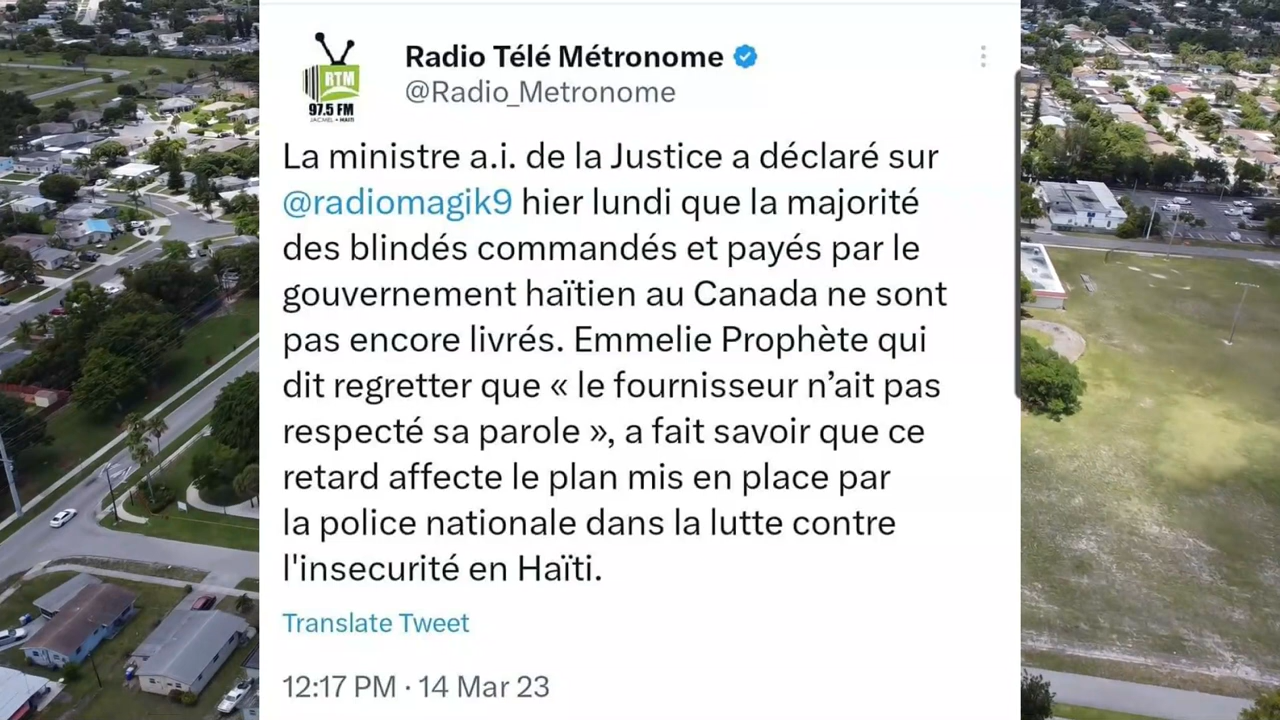 RTM
97.5 FM
JACMEL • HAITI
Radio Télé Métronome
@Radio_Metronome
La ministre a.i. de la Justice a déclaré sur
@radiomagik9 hier lundi que la majorité
des blindés commandés et payés par le
gouvernement haïtien au Canada ne sont
pas encore livrés. Emmelie Prophète qui
dit regretter que « le fournisseur n’ait pas
respecté sa parole », a fait savoir que ce
retard affecte le plan mis en place par
la police nationale dans la lutte contre
l'insecurité en Haïti.
Translate Tweet
12:17 PM · 14 Mar 23